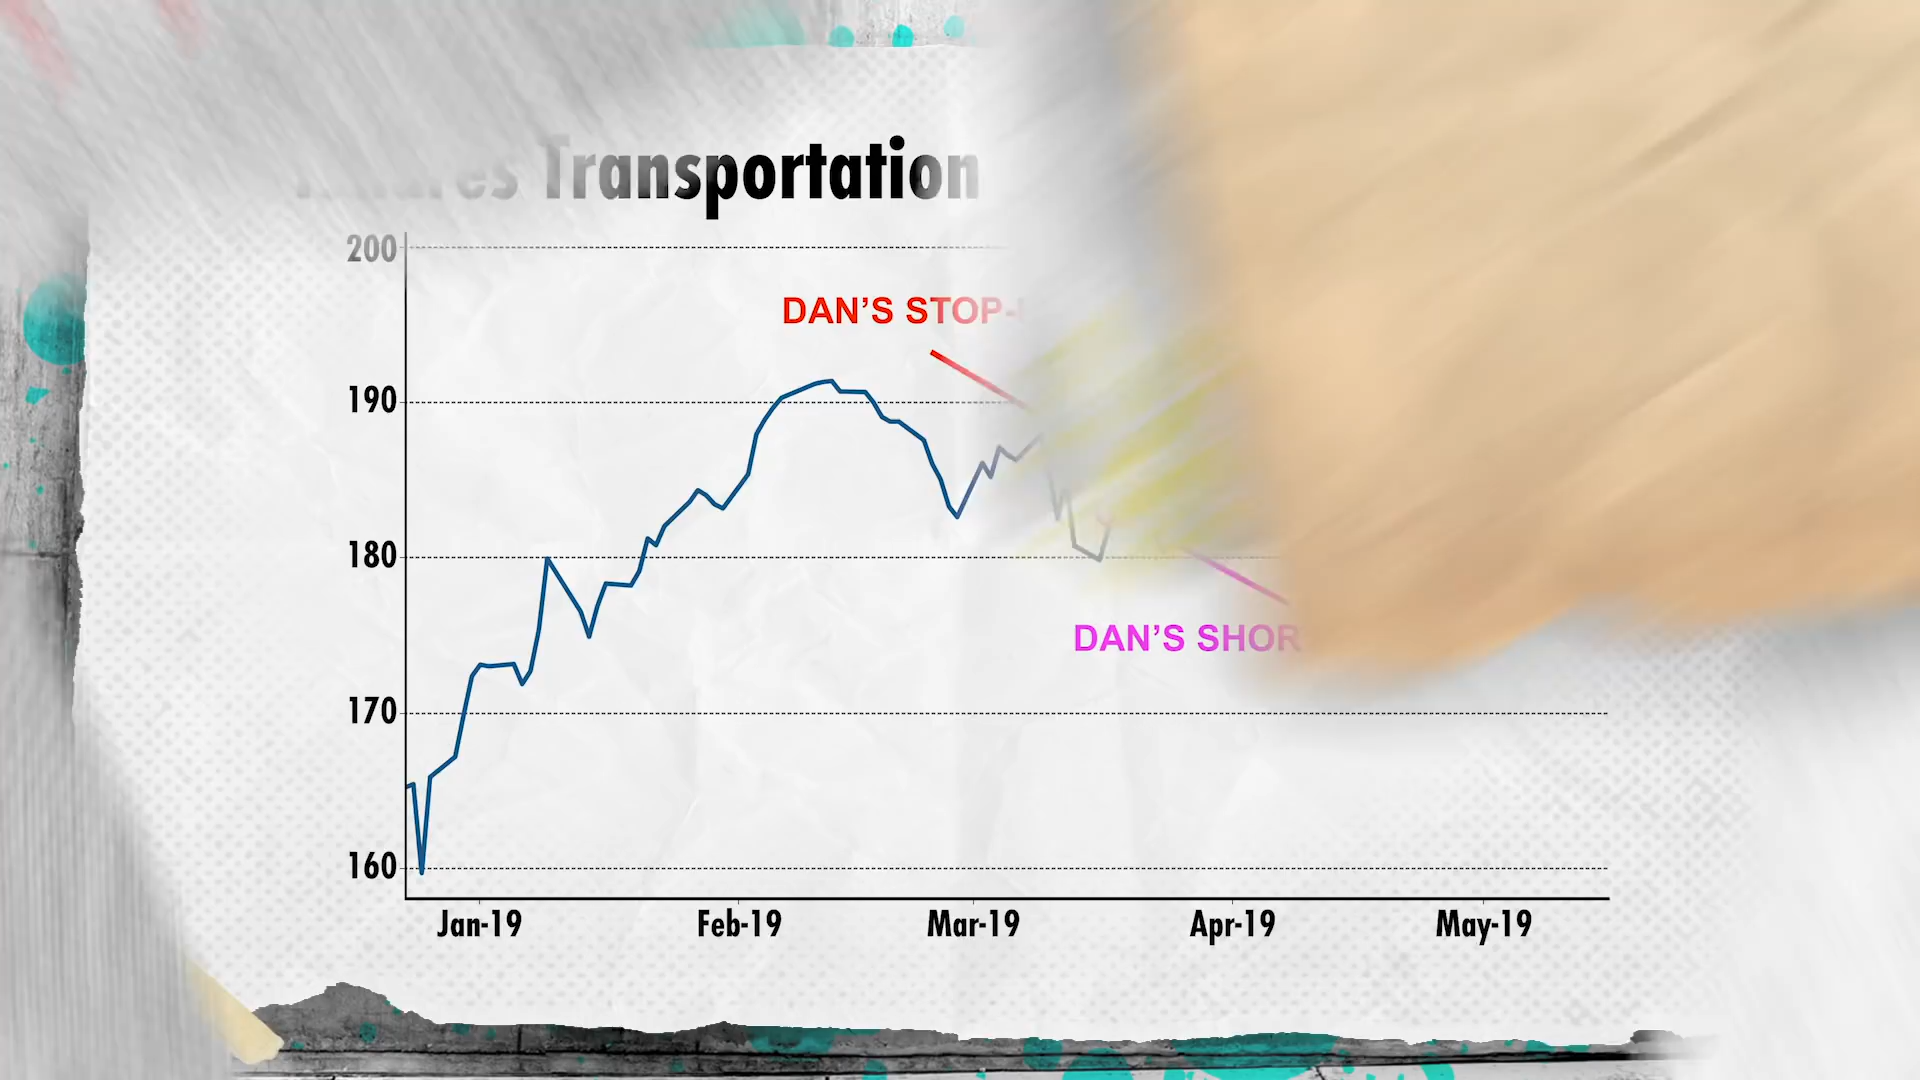 Transportation
200
DAN'S STOP-
190
180
DAN'S SHOR
170
160
Jan-19 Feb-19 Mar-19 Apr-19 May-19